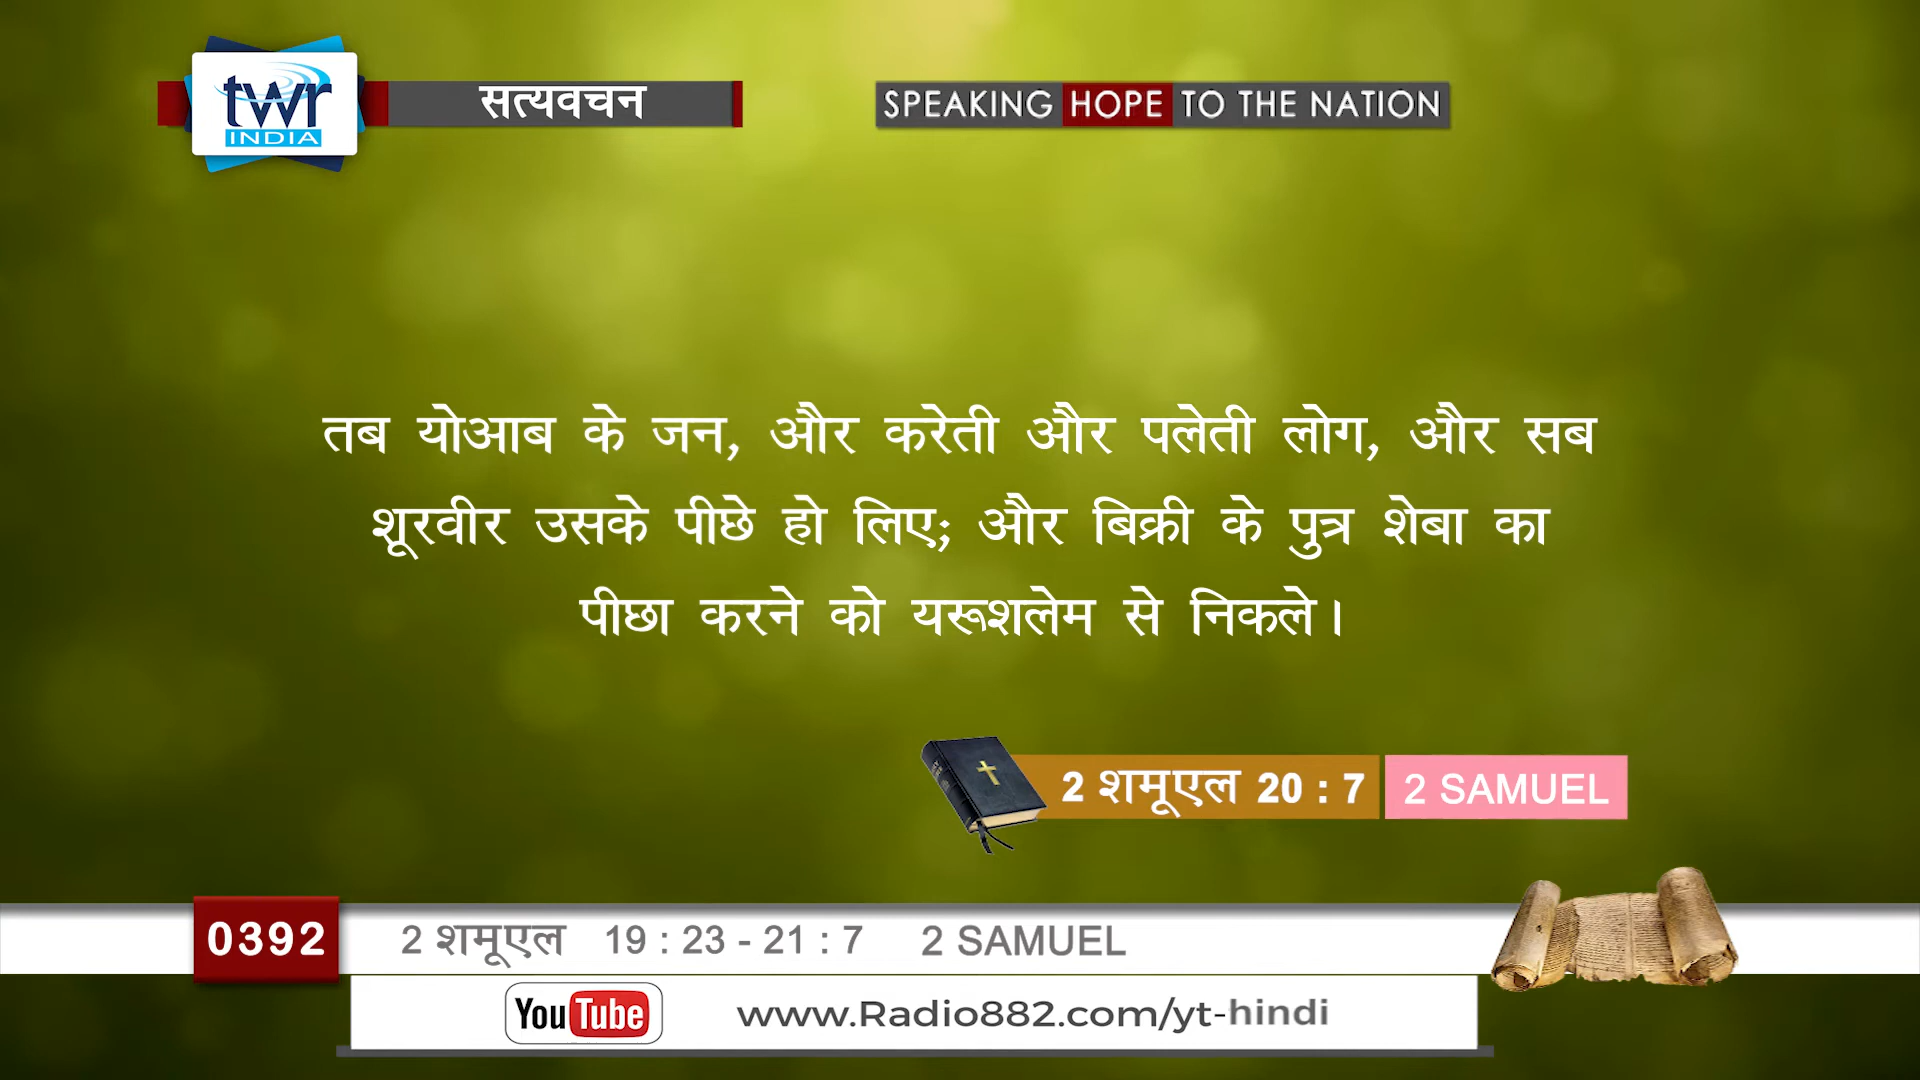 twr
INDIA
सत्यवचन
SPEAKING HOPE TO THE NATION
तब योआब के जन, और करेती और पलेती लोग, और सब
शूरवीर उसके पीछे हो लिए; और बिक्री के पुत्र शेबा का
पीछा करने को यरूशलेम से निकले।
2 शमूएल 20 : 7 2 SAMUEL
0392 2 शमूएल 19 : 23 - 21 : 7 2 SAMUEL
YouTube www.Radio882.com/yt-hindi